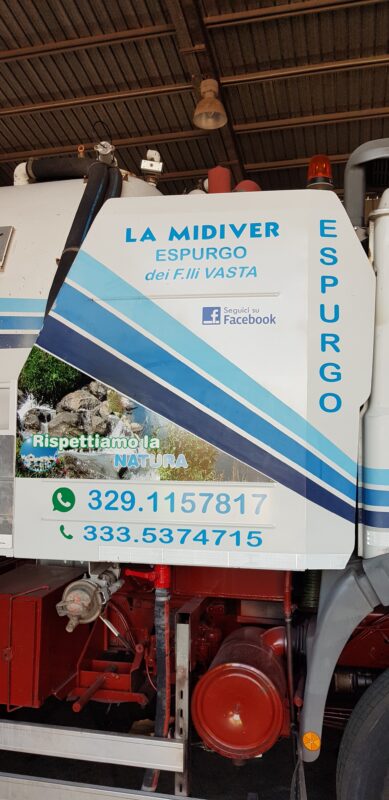 LA MIDIVER
ESPURGO
dei F.lli VASTA
Seguici su
Facebook
ESPURGO
Rispettiamo la
NATURA
329.1157817
333.5374715